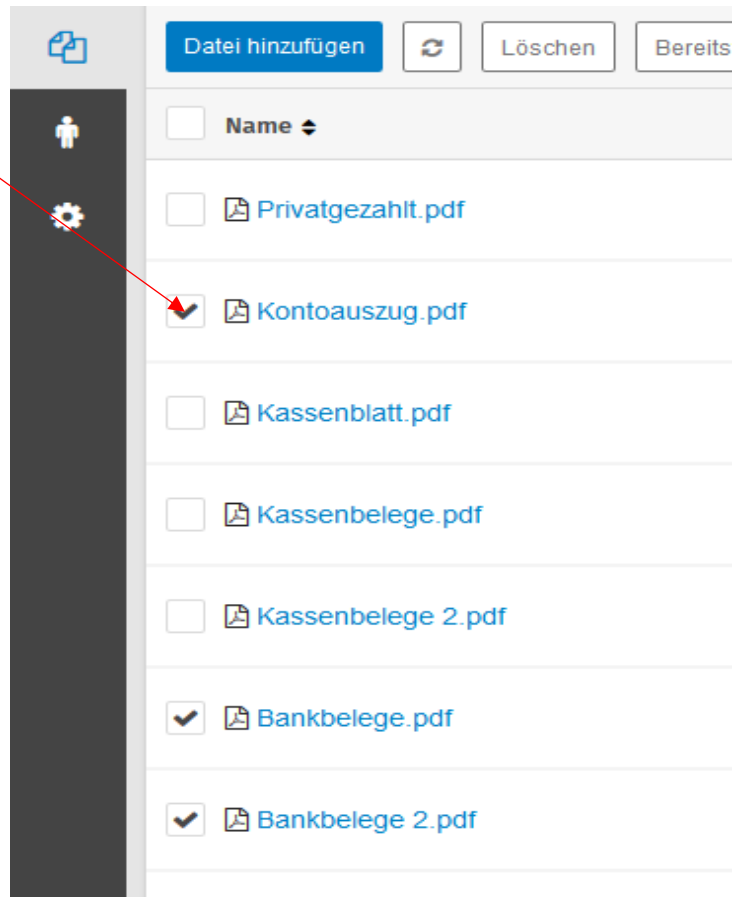 Datei hinzufügen Löschen Bereits
Name
Privatgezahlt.pdf
Kontoauszug.pdf
Kassenblatt.pdf
Kassenbelege.pdf
Kassenbelege 2.pdf
Bankbelege.pdf
Bankbelege 2.pdf